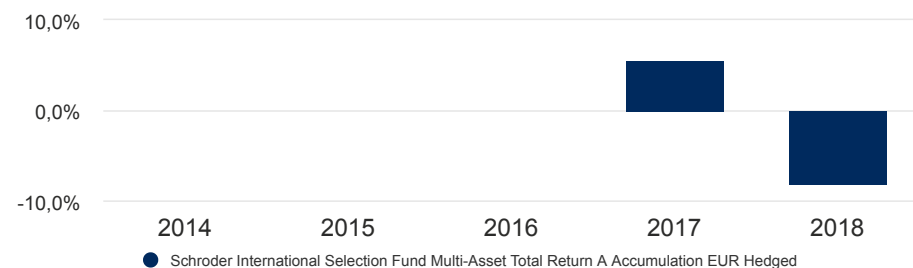 10,0%
0,0%
-10,0%
2014 2015 2016 2017 2018
Schroder International Selection Fund Multi-Asset Total Return A Accumulation EUR Hedged